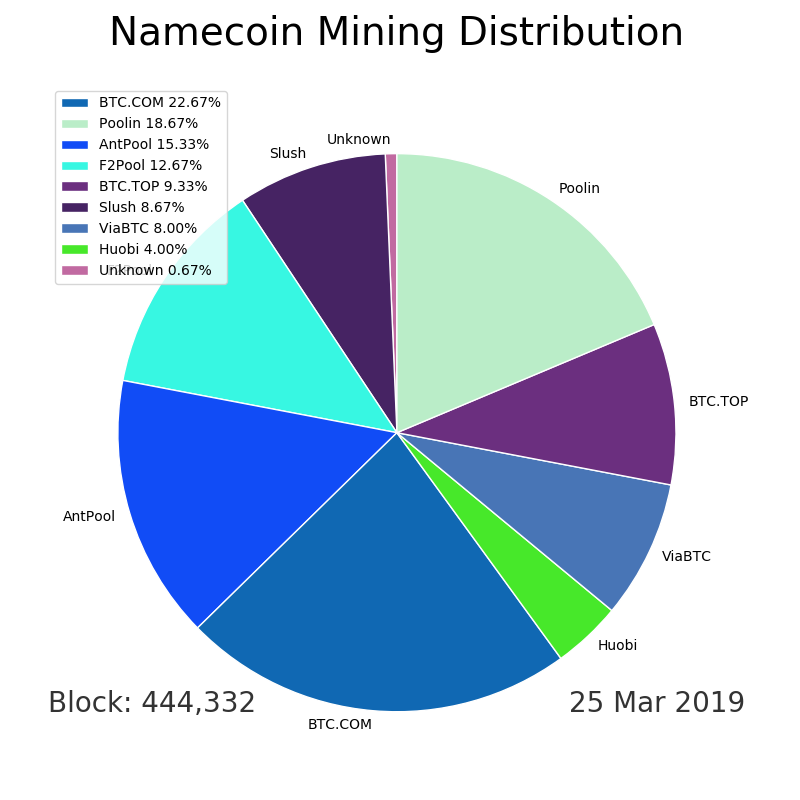 Namecoin Mining Distribution
BTC.COM 22.67%
Poolin 18.67%
AntPool 15.33%
F2Pool 12.67%
BTC.TOP 9.33%
Slush 8.67%
ViaBTC 8.00%
Huobi 4.00%
Unknown 0.67%
Unknown
Slush
Poolin
BTC.TOP
AntPool
ViaBTC
Huobi
Block: 444,332
25 Mar 2019
BTC.COM